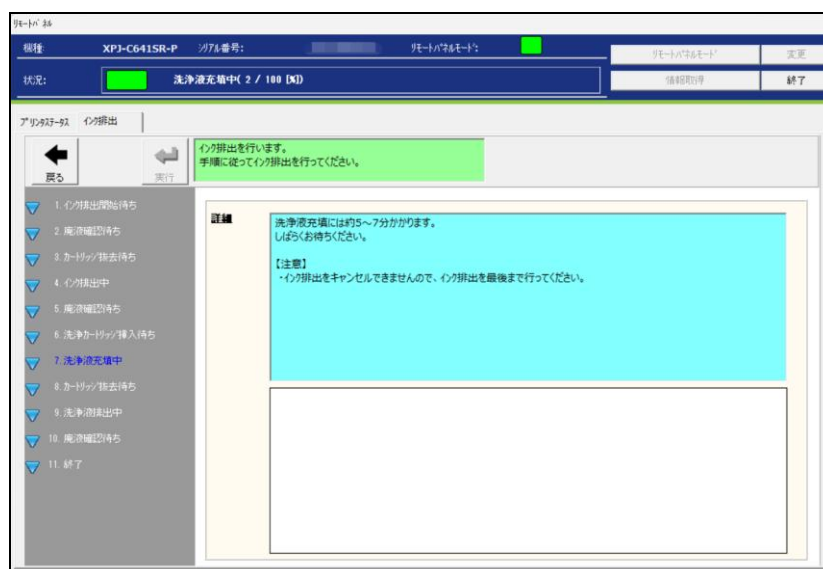 ﾘﾓｰﾄﾊﾟﾈﾙ
機種: XPJ-C641SR-P ｼﾘｱﾙ番号: ﾘﾓｰﾄﾊﾟﾈﾙﾓｰﾄﾞ:
ﾘﾓｰﾄﾊﾟﾈﾙﾓｰﾄﾞ 変更
状況: 洗浄液充填中( 2 / 100 [%])
情報取得 終了
ﾌﾟﾘﾝﾀｽﾃｰﾀｽ ｲﾝｸ排出
戻る 実行
ｲﾝｸ排出を行います。
手順に従ってｲﾝｸ排出を行ってください。
1. ｲﾝｸ排出開始待ち
2. 廃液確認待ち
3. ｶｰﾄﾘｯｼﾞ抜去待ち
4. ｲﾝｸ排出中
5. 廃液確認待ち
6. 洗浄ｶｰﾄﾘｯｼﾞ挿入待ち
7. 洗浄液充填中
8. ｶｰﾄﾘｯｼﾞ抜去待ち
9. 洗浄液排出中
10. 廃液確認待ち
11. 終了
詳細
洗浄液充填には約5～7分かかります。
しばらくお待ちください。
【注意】
・ｲﾝｸ排出をキャンセルできませんので、ｲﾝｸ排出を最後まで行ってください。